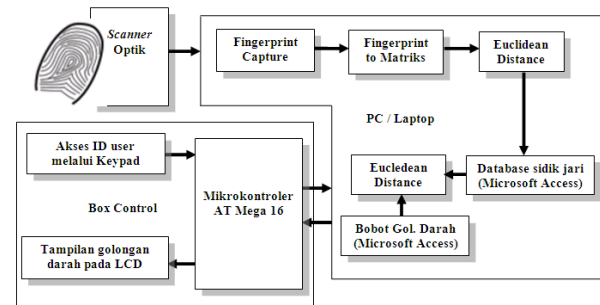 Scanner
Optik
Fingerprint
Capture
Fingerprint
to Matriks
Euclidean
Distance
PC / Laptop
Akses ID user
melalui Keypad
Mikrokontroler
AT Mega 16
Eucledean
Distance
Database sidik jari
(Microsoft Access)
Box Control
Bobot Gol. Darah
(Microsoft Access)
Tampilan golongan
darah pada LCD